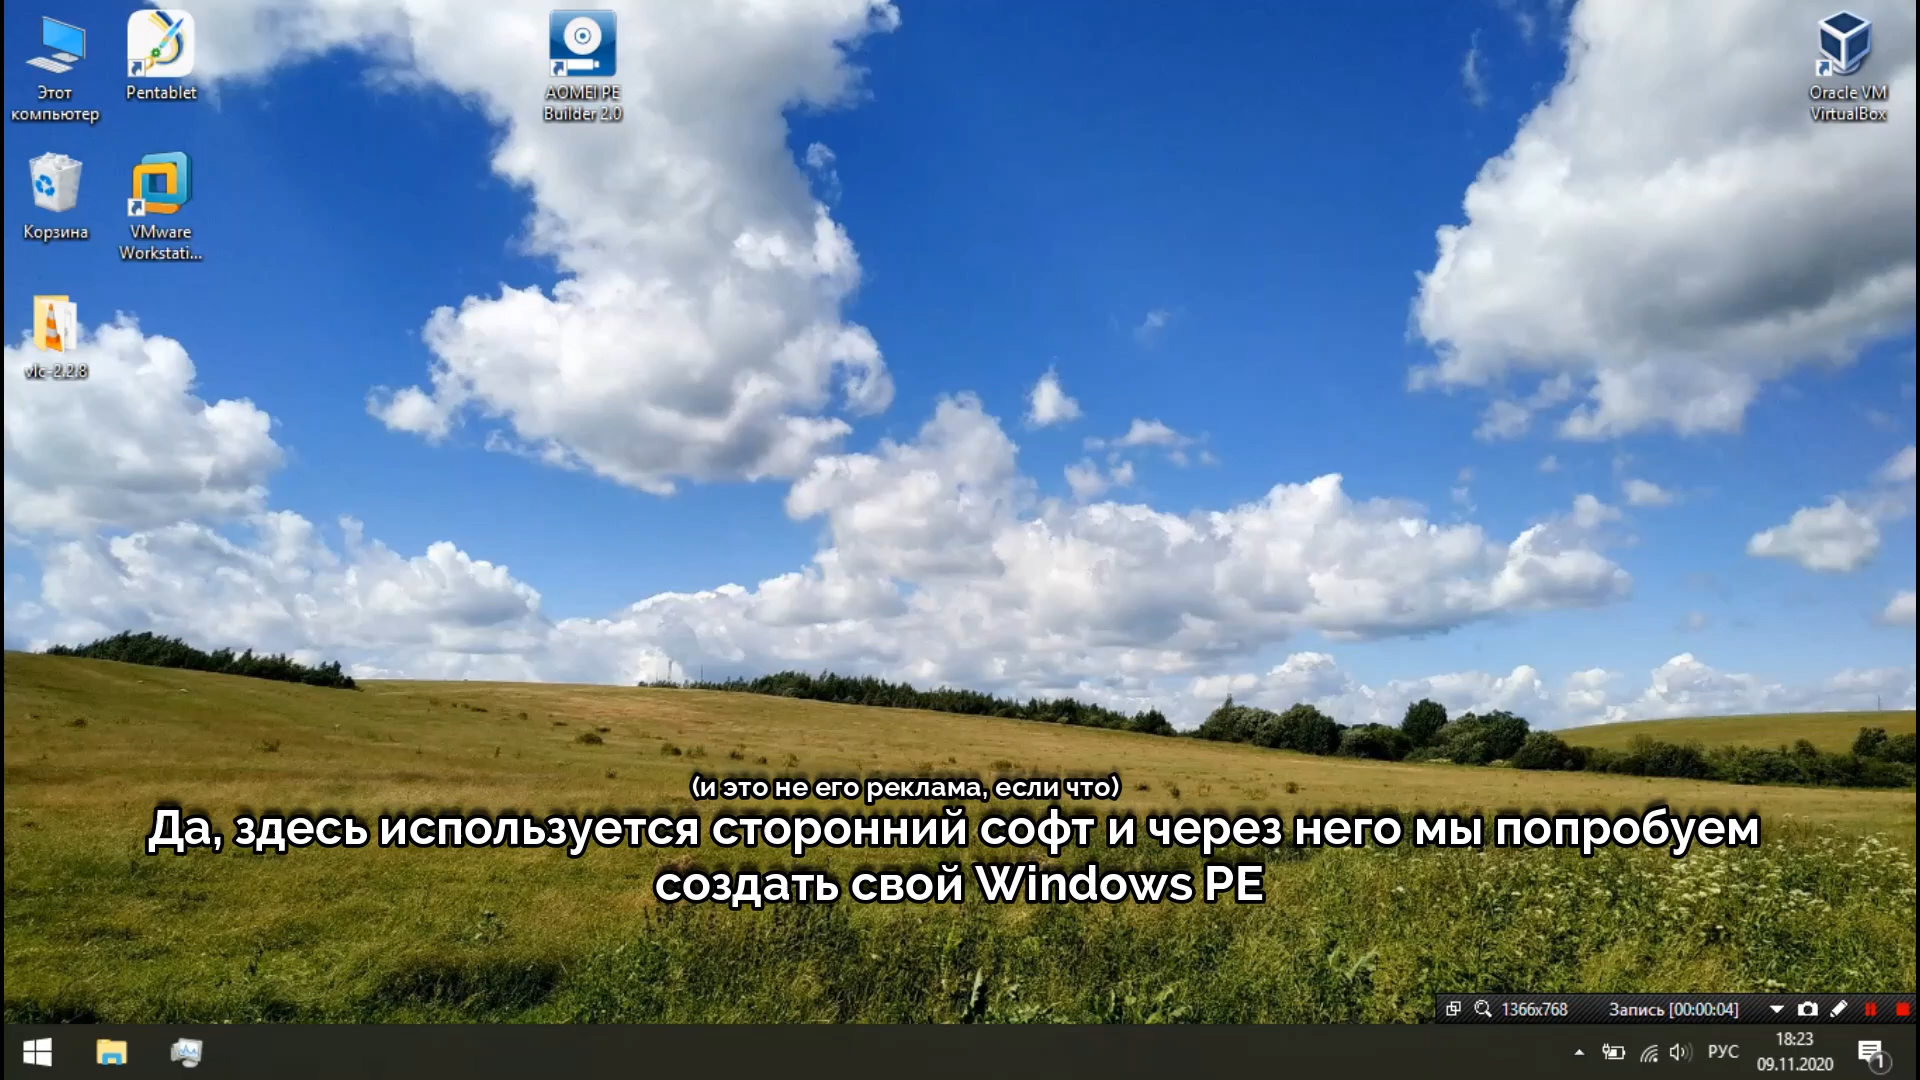 Этот
компьютер
Pentablet
AOMEI PE
Builder 2.0
Oracle VM
VirtualBox
Корзина
VMware
Workstati...
vlc-2.2.8
(и это не его реклама, если что)
Да, здесь используется сторонний софт и через него мы попробуем
создать свой Windows PE
1366x768 Запись [00:00:04]
РУС
18:23
09.11.2020
1